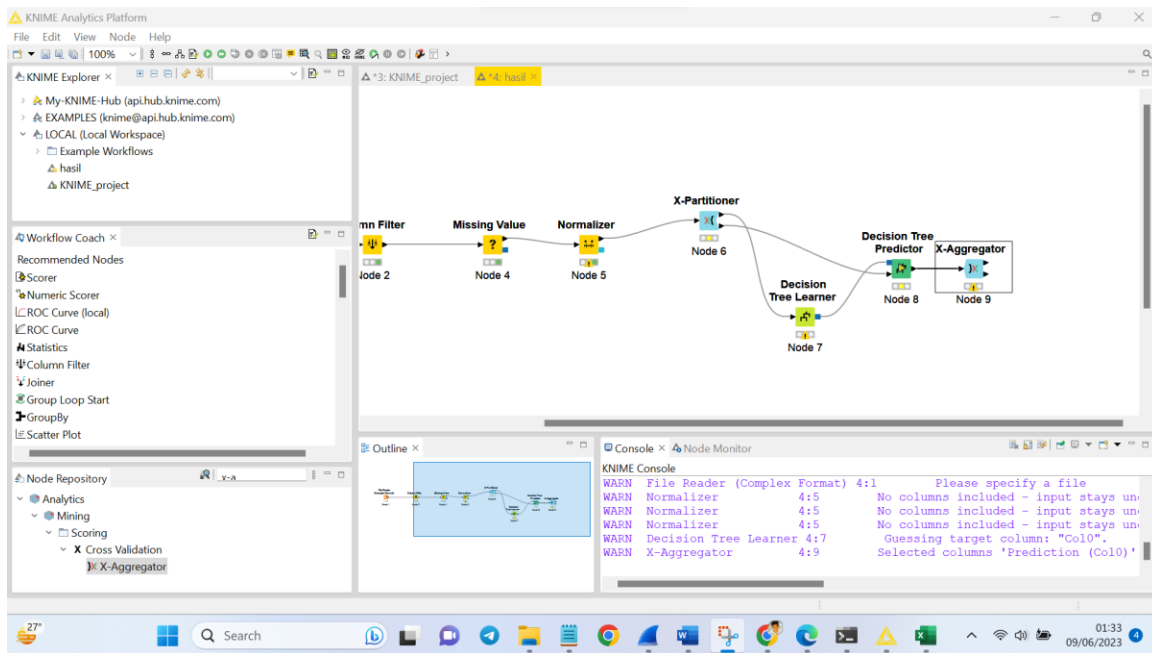 KNIME Analytics Platform
File Edit View Node Help
100%
KNIME Explorer
My-KNIME-Hub (api.hub.knime.com)
EXAMPLES (knime@api.hub.knime.com)
LOCAL (Local Workspace)
Example Workflows
hasil
KNIME_project
Workflow Coach
Recommended Nodes
Scorer
Numeric Scorer
ROC Curve (local)
ROC Curve
Statistics
Column Filter
Joiner
Group Loop Start
GroupBy
Scatter Plot
Node Repository
x-a
Analytics
Mining
Scoring
Cross Validation
X-Aggregator
*3: KNIME_project *4: hasil
mn Filter
Node 2
Missing Value
Node 4
Normalizer
Node 5
X-Partitioner
Node 6
Decision
Tree Learner
Node 7
Decision Tree
Predictor
Node 8
X-Aggregator
Node 9
Outline
Console Node Monitor
KNIME Console
WARN File Reader (Complex Format) 4:1 Please specify a file
WARN Normalizer 4:5 No columns included - input stays un
WARN Normalizer 4:5 No columns included - input stays un
WARN Normalizer 4:5 No columns included - input stays un
WARN Decision Tree Learner 4:7 Guessing target column: "Col0".
WARN X-Aggregator 4:9 Selected columns 'Prediction (Col0)'
27°
Search
01:33
09/06/2023
4